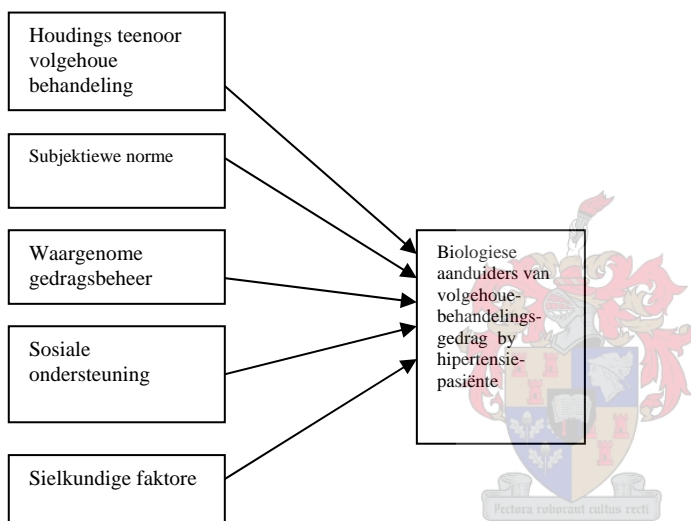 Houdings teenoor
volgehoue
behandeling
Subjektiewe norme
Waargenome
gedragsbeheer
Sosiale
ondersteuning
Sielkundige faktore
Biologiese
aanduiders van
volgehoue-
behandelings-
gedrag by
hipertensie-
pasiënte
Pectora roborant cultus recti